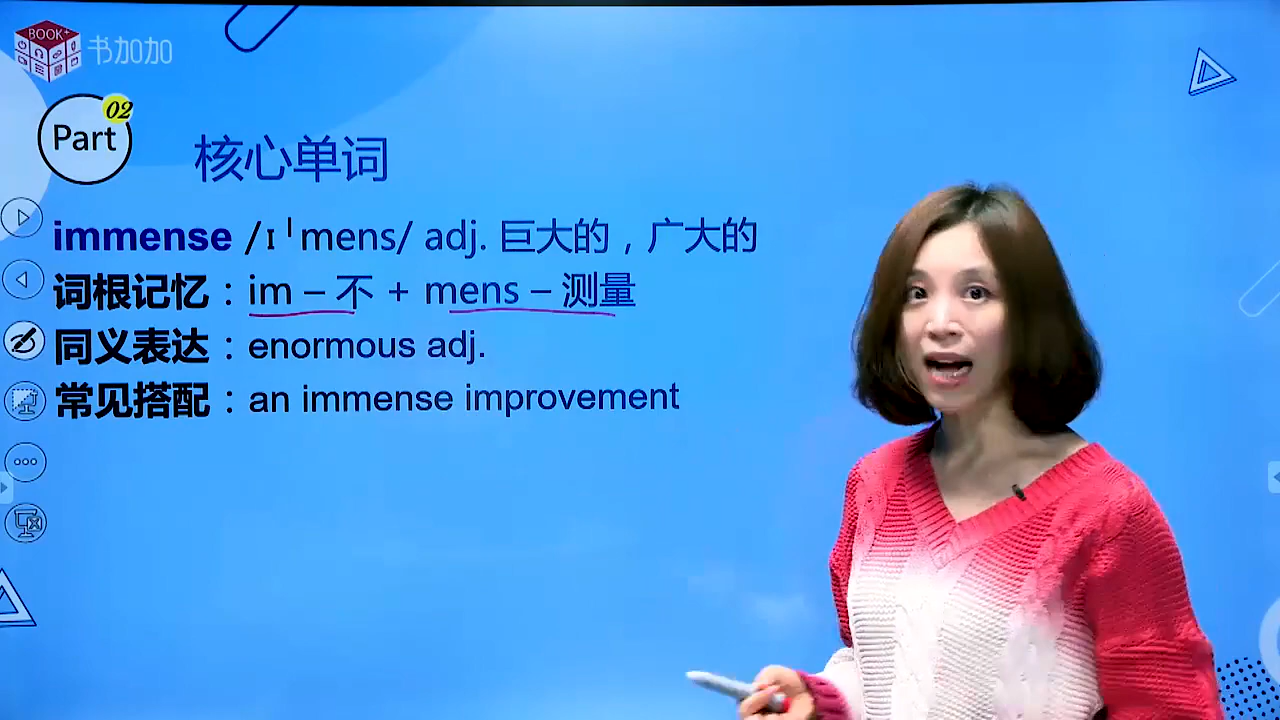 BOOK+
书加加
02
Part
核心单词
immense /ɪˈmens/ adj. 巨大的，广大的
词根记忆：im – 不 + mens – 测量
同义表达：enormous adj.
常见搭配：an immense improvement